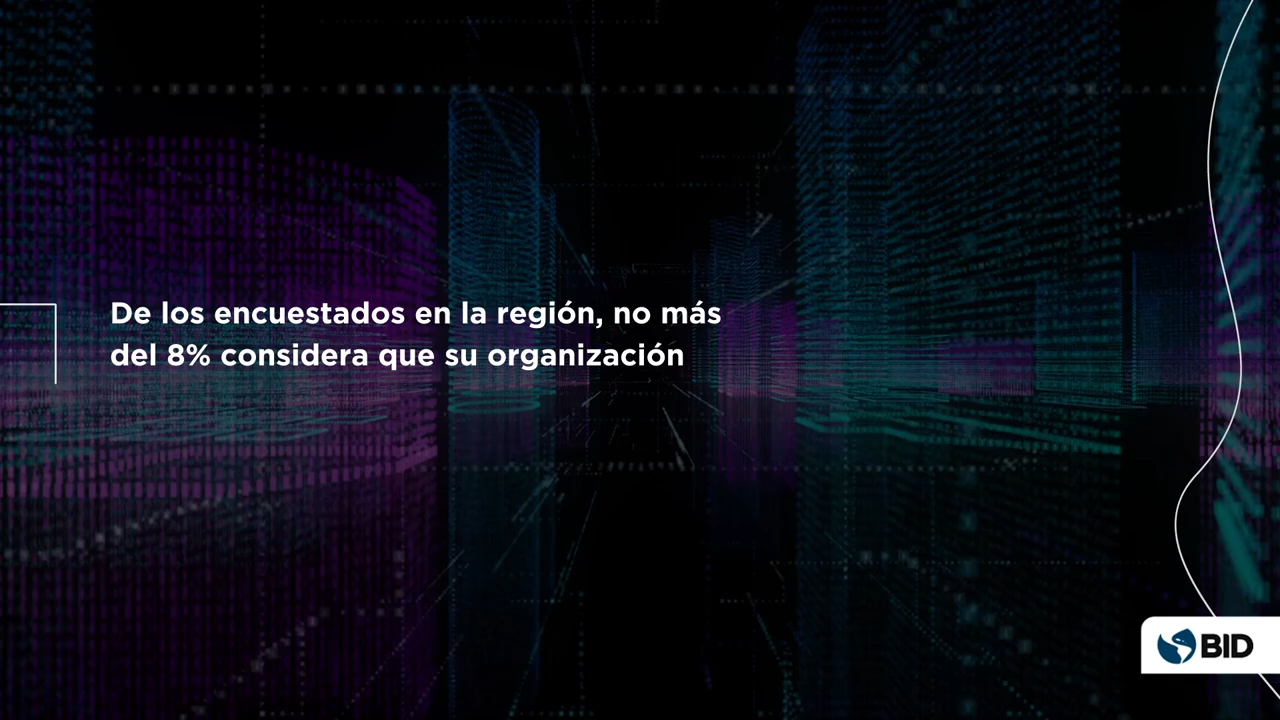 De los encuestados en la región, no más
del 8% considera que su organización
BID